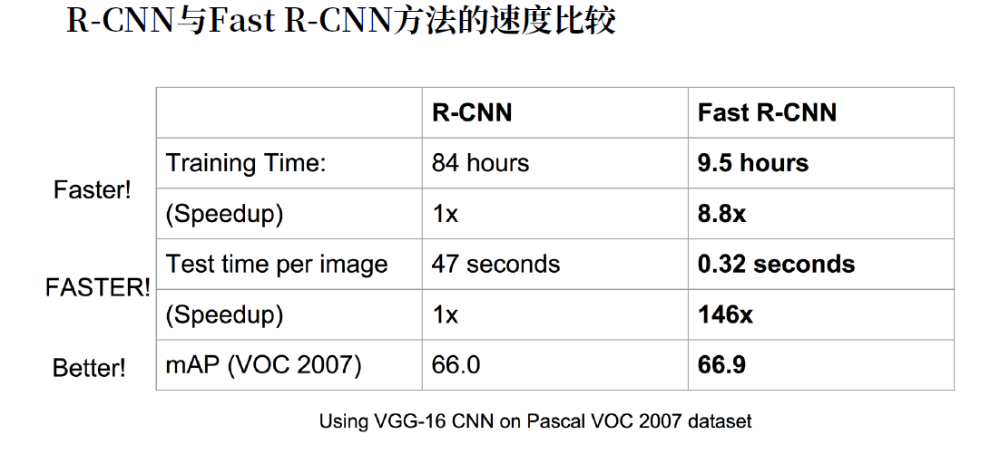 R-CNN与Fast R-CNN方法的速度比较
R-CNN Fast R-CNN
Training Time: 84 hours 9.5 hours
Faster!
(Speedup) 1x 8.8x
Test time per image 47 seconds 0.32 seconds
FASTER!
(Speedup) 1x 146x
Better! mAP (VOC 2007) 66.0 66.9
Using VGG-16 CNN on Pascal VOC 2007 dataset